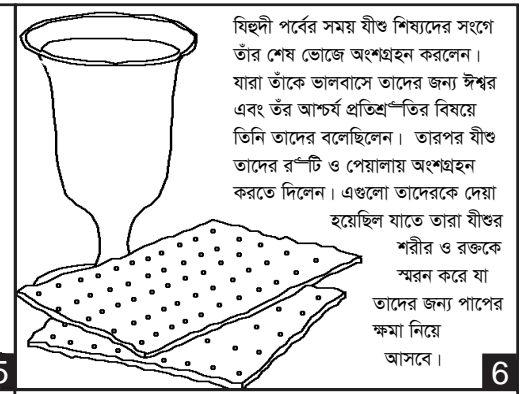 যিহুদী পর্বের সময় যীশু শিষ্যদের সংগে
তাঁর শেষ ভোজে অংশগ্রহন করলেন।
যারা তাঁকে ভালবাসে তাদের জন্য ঈশ্বর
এবং তঁর আশ্চর্য প্রতিশ্রুতির বিষয়ে
তিনি তাদের বলেছিলেন। তারপর যীশু
তাদের রুটি ও পেয়ালায় অংশগ্রহন
করতে দিলেন। এগুলো তাদেরকে দেয়া
হয়েছিল যাতে তারা যীশুর
শরীর ও রক্তকে
স্মরন করে যা
তাদের জন্য পাপের
ক্ষমা নিয়ে
আসবে।
5
6